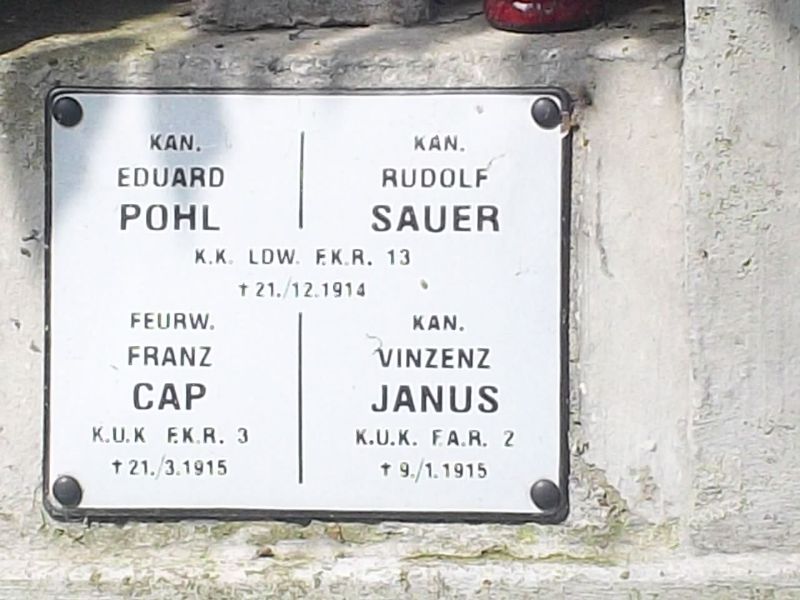 KAN.
EDUARD
POHL
KAN.
RUDOLF
SAUER
K.K. LDW. F.K.R. 13
† 21./12.1914
FEURW.
FRANZ
CAP
K.U.K F.K.R. 3
† 21./3.1915
KAN.
VINZENZ
JANUS
K.U.K. F.A.R. 2
† 9./1.1915